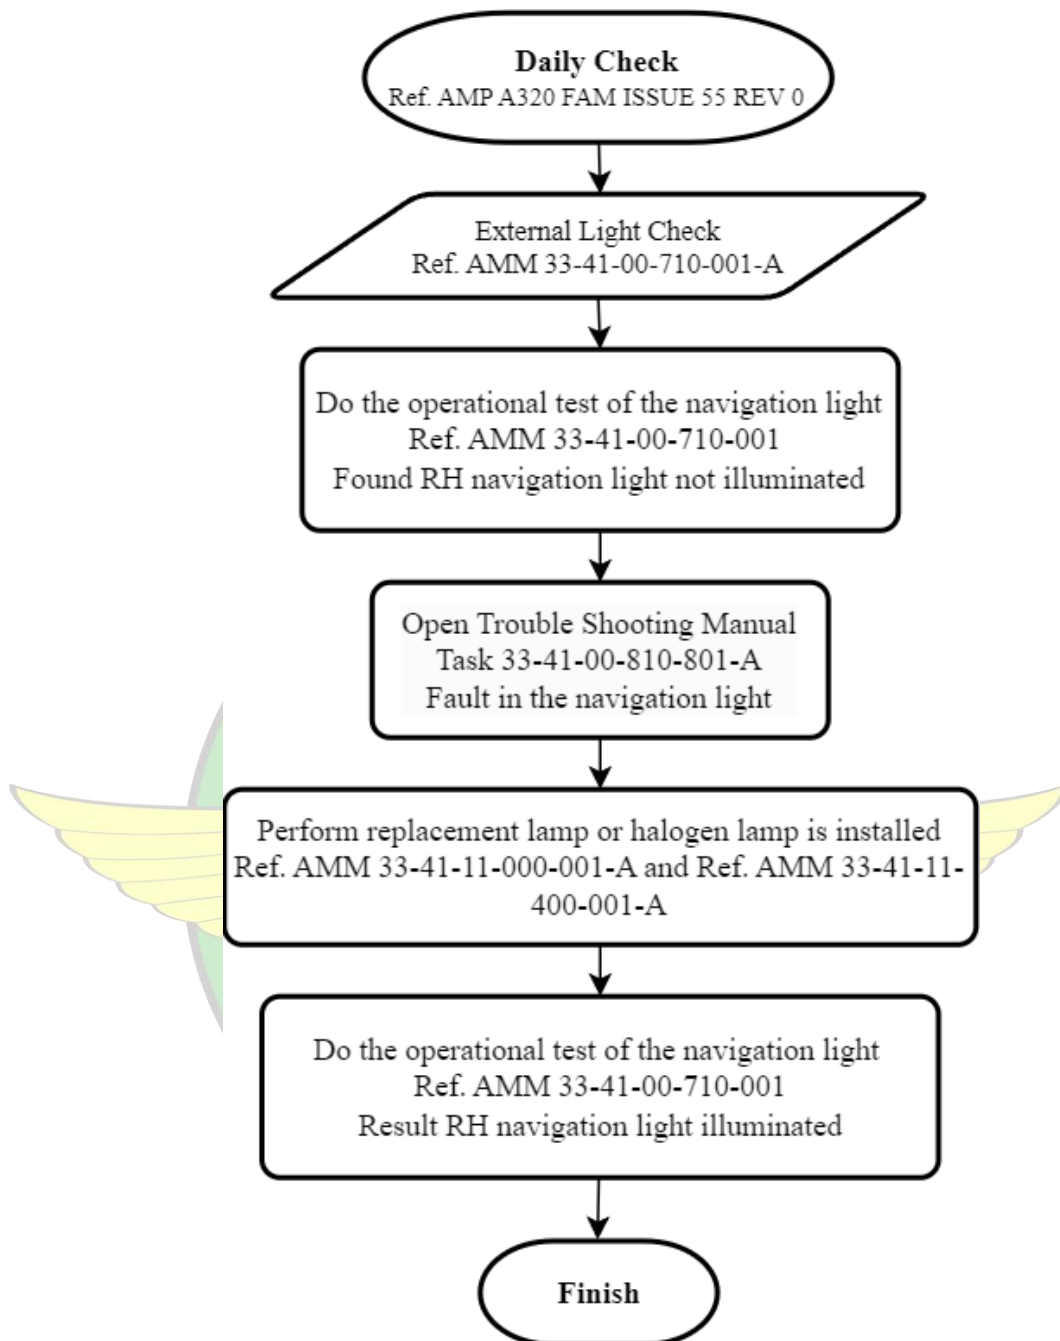 Daily Check
Ref. AMP A320 FAM ISSUE 55 REV 0
External Light Check
Ref. AMM 33-41-00-710-001-A
Do the operational test of the navigation light
Ref. AMM 33-41-00-710-001
Found RH navigation light not illuminated
Open Trouble Shooting Manual
Task 33-41-00-810-801-A
Fault in the navigation light
Perform replacement lamp or halogen lamp is installed
Ref. AMM 33-41-11-000-001-A and Ref. AMM 33-41-11-
400-001-A
Do the operational test of the navigation light
Ref. AMM 33-41-00-710-001
Result RH navigation light illuminated
Finish